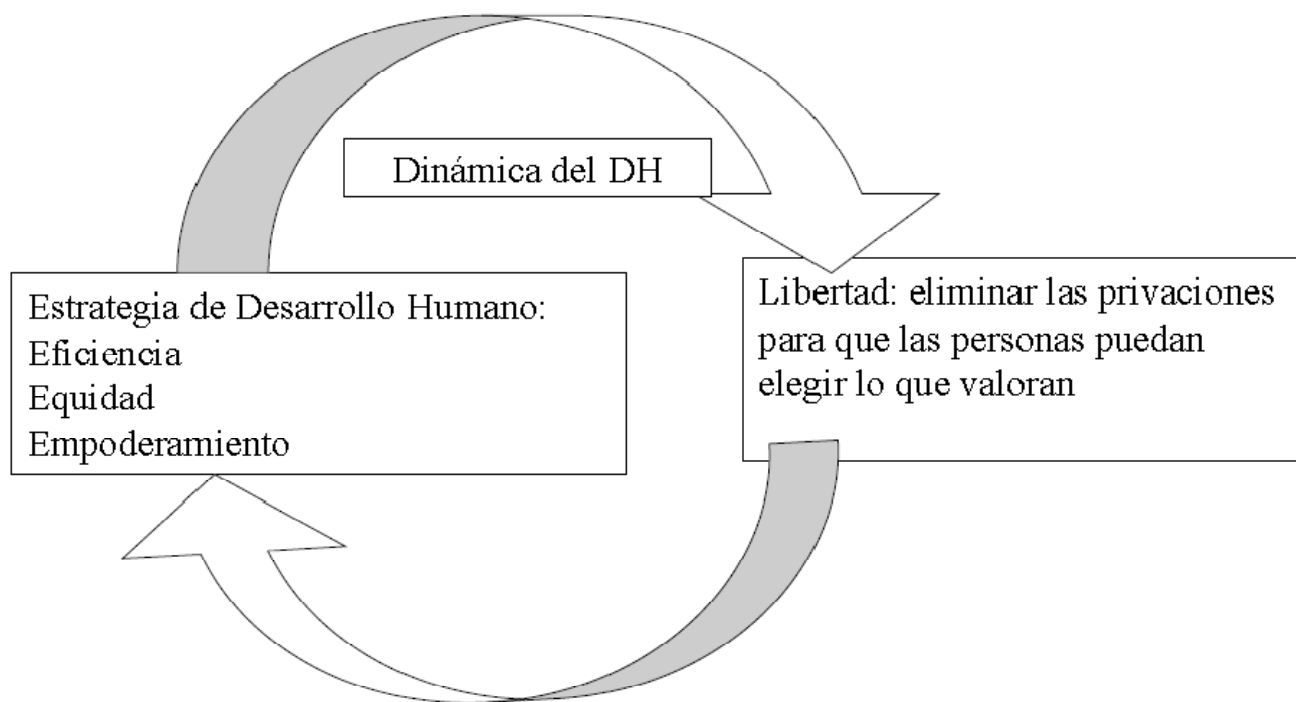 Dinámica del DH
Estrategia de Desarrollo Humano:
Eficiencia
Equidad
Empoderamiento
Libertad: eliminar las privaciones
para que las personas puedan
elegir lo que valoran